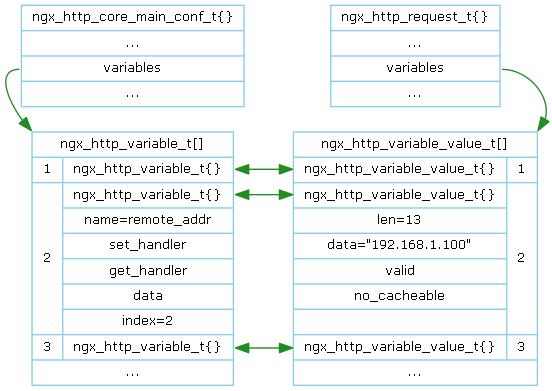 ngx_http_core_main_conf_t{}
...
variables
...
ngx_http_request_t{}
...
variables
...
ngx_http_variable_t[]
1 ngx_http_variable_t{}
2 ngx_http_variable_t{}
name=remote_addr
set_handler
get_handler
data
index=2
3 ngx_http_variable_t{}
...
ngx_http_variable_value_t[]
ngx_http_variable_value_t{} 1
ngx_http_variable_value_t{} 2
len=13
data="192.168.1.100"
valid
no_cacheable
ngx_http_variable_value_t{} 3
...